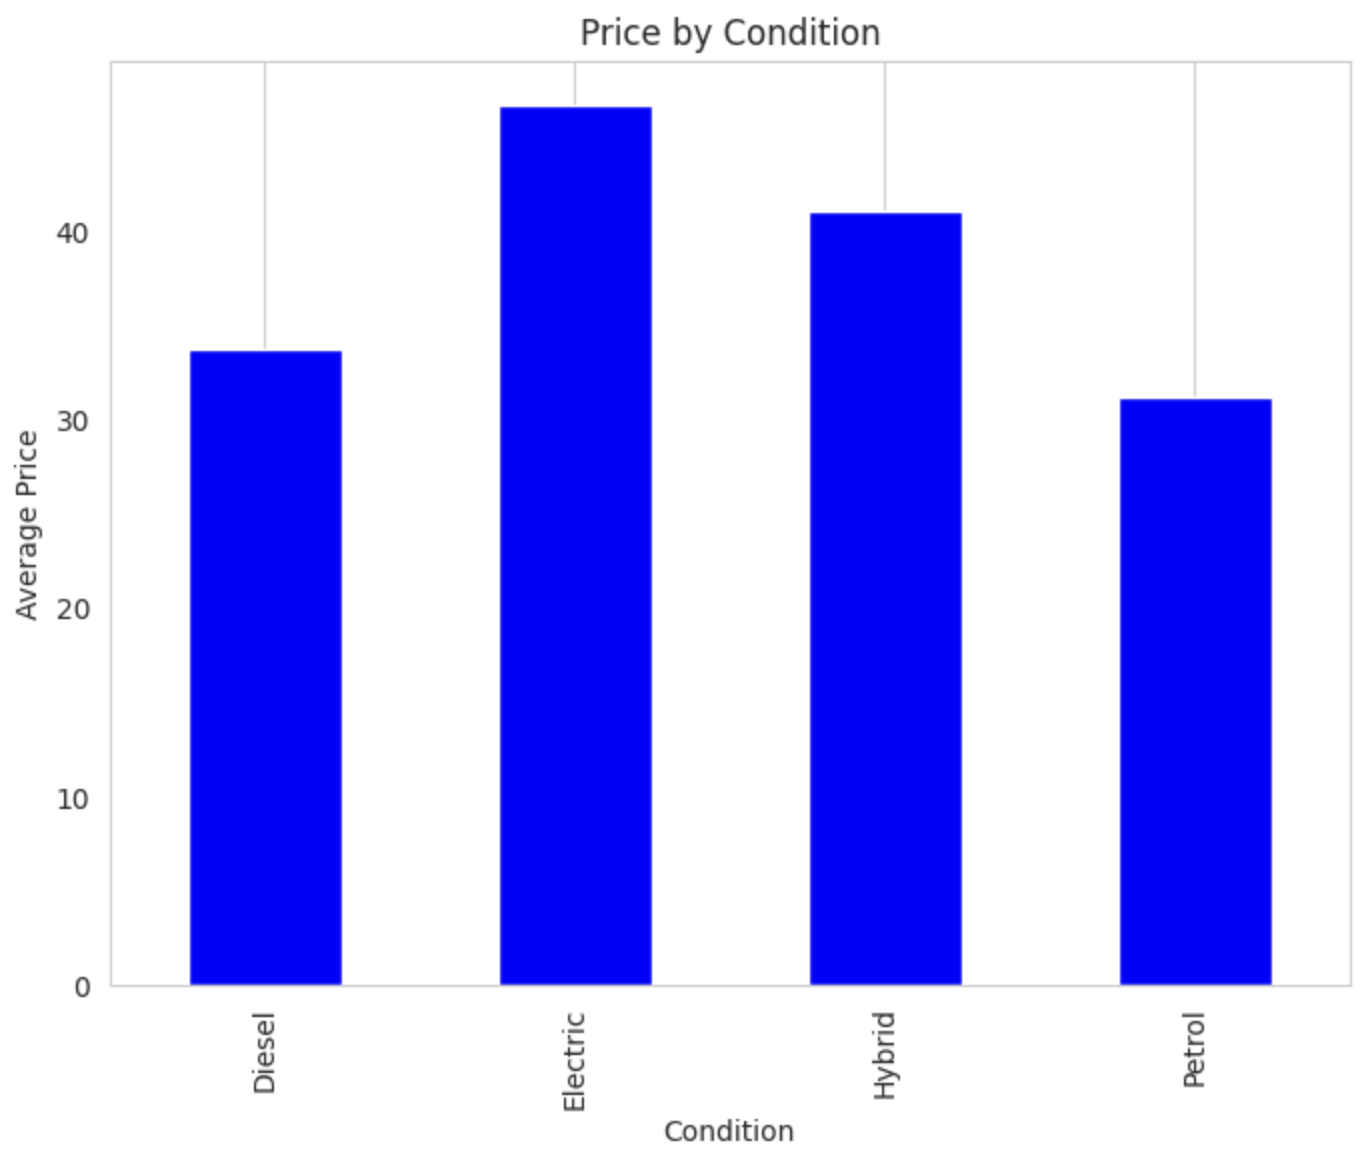 Price by Condition
Average Price
40
30
20
10
0
Diesel
Electric
Hybrid
Petrol
Condition